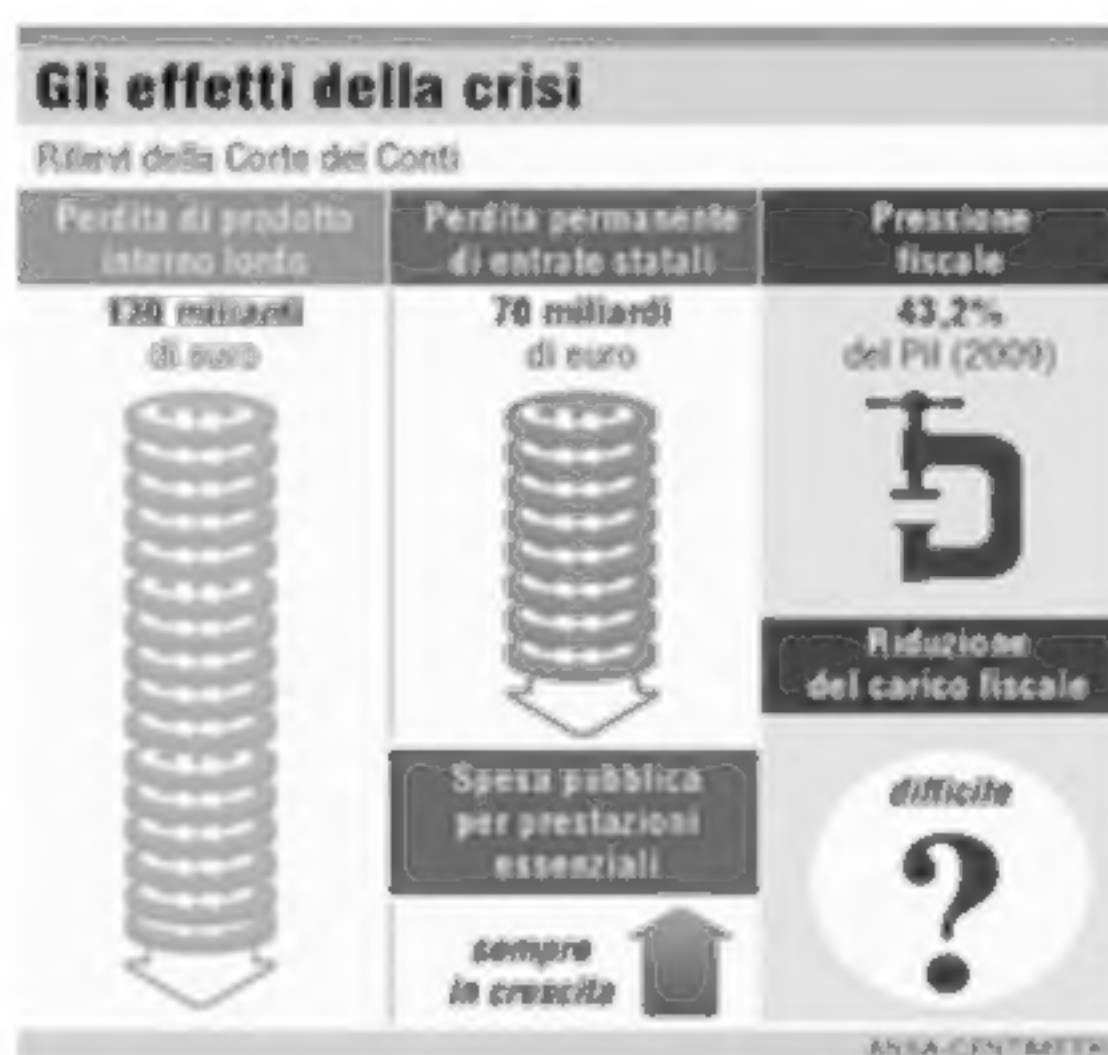 Gli effetti della crisi
Rilievi della Corte dei Conti
Perdita di prodotto
interno lordo
miliardi
di euro
Perdita permanente
di entrate statali
70 miliardi
di euro
Spesa pubblica
per prestazioni
essenziali
sempre
in crescita
Pressione
fiscale
43,2%
del Pil (2009)
Riduzione
del carico fiscale
difficile
?
ANSA-CENTIMETRI